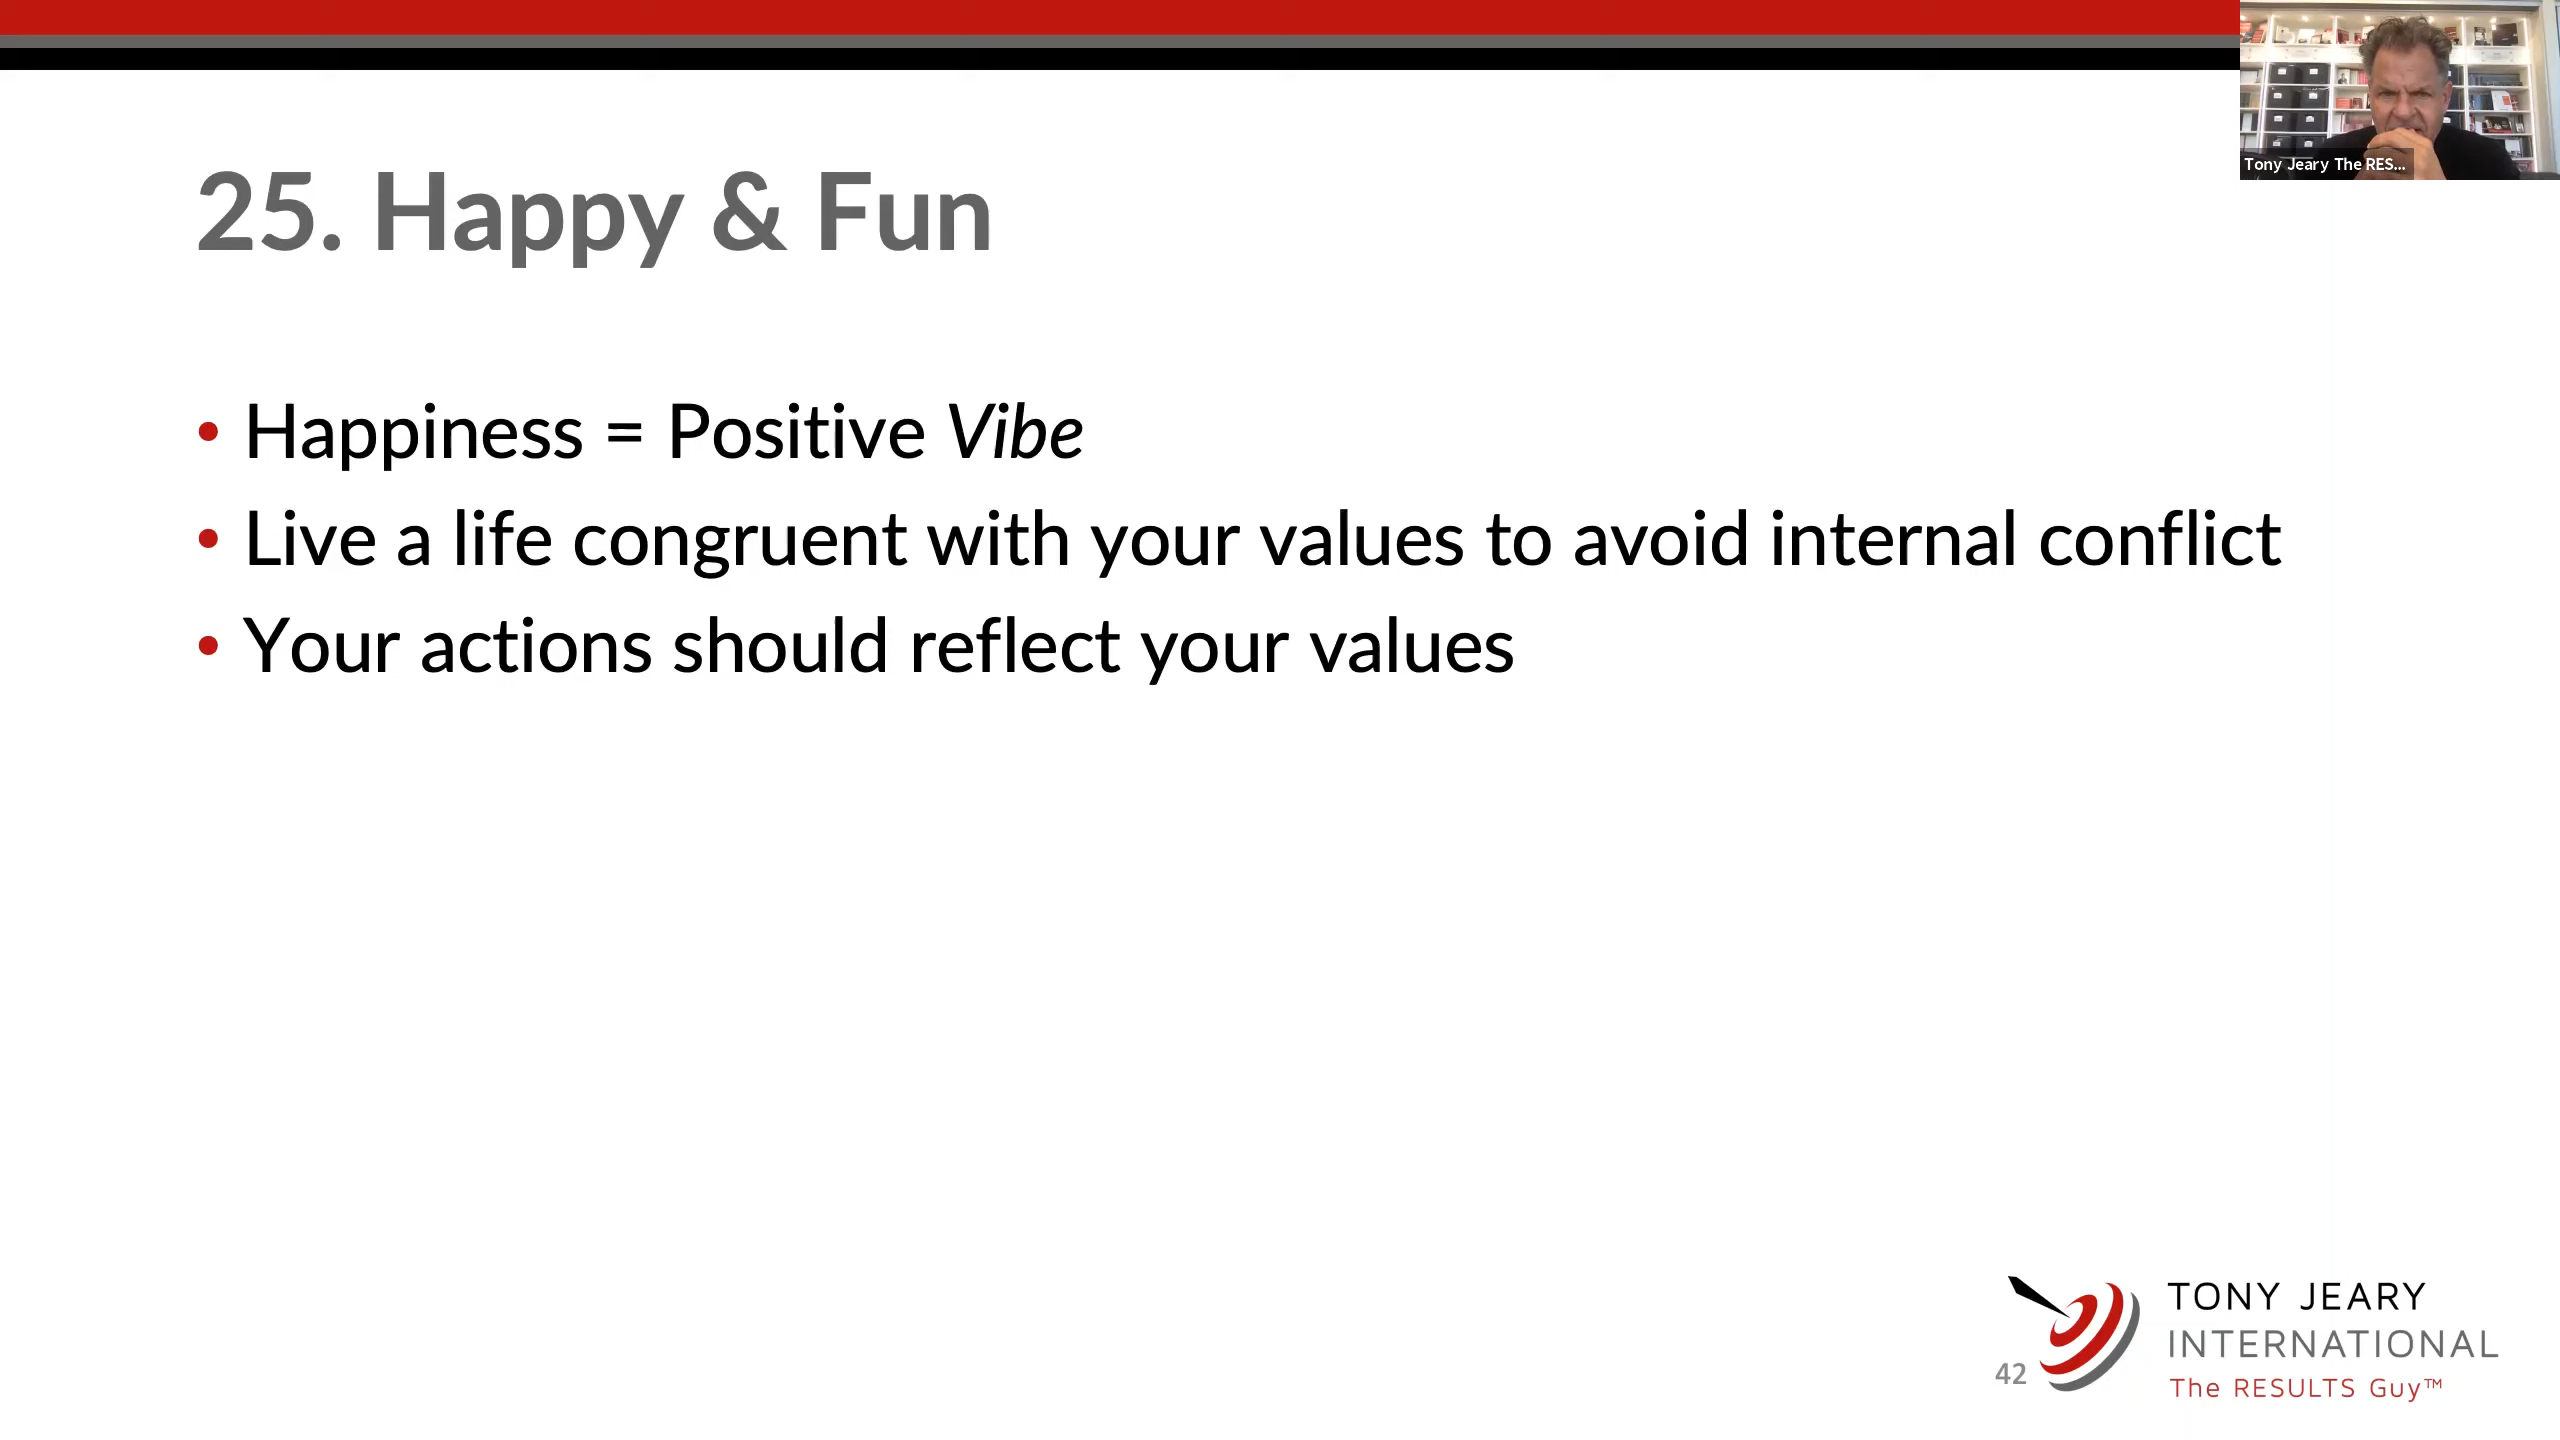 Tony Jeary The RES...
25. Happy & Fun
• Happiness = Positive Vibe
• Live a life congruent with your values to avoid internal conflict
• Your actions should reflect your values
42
TONY JEARY
INTERNATIONAL
The RESULTS Guy™